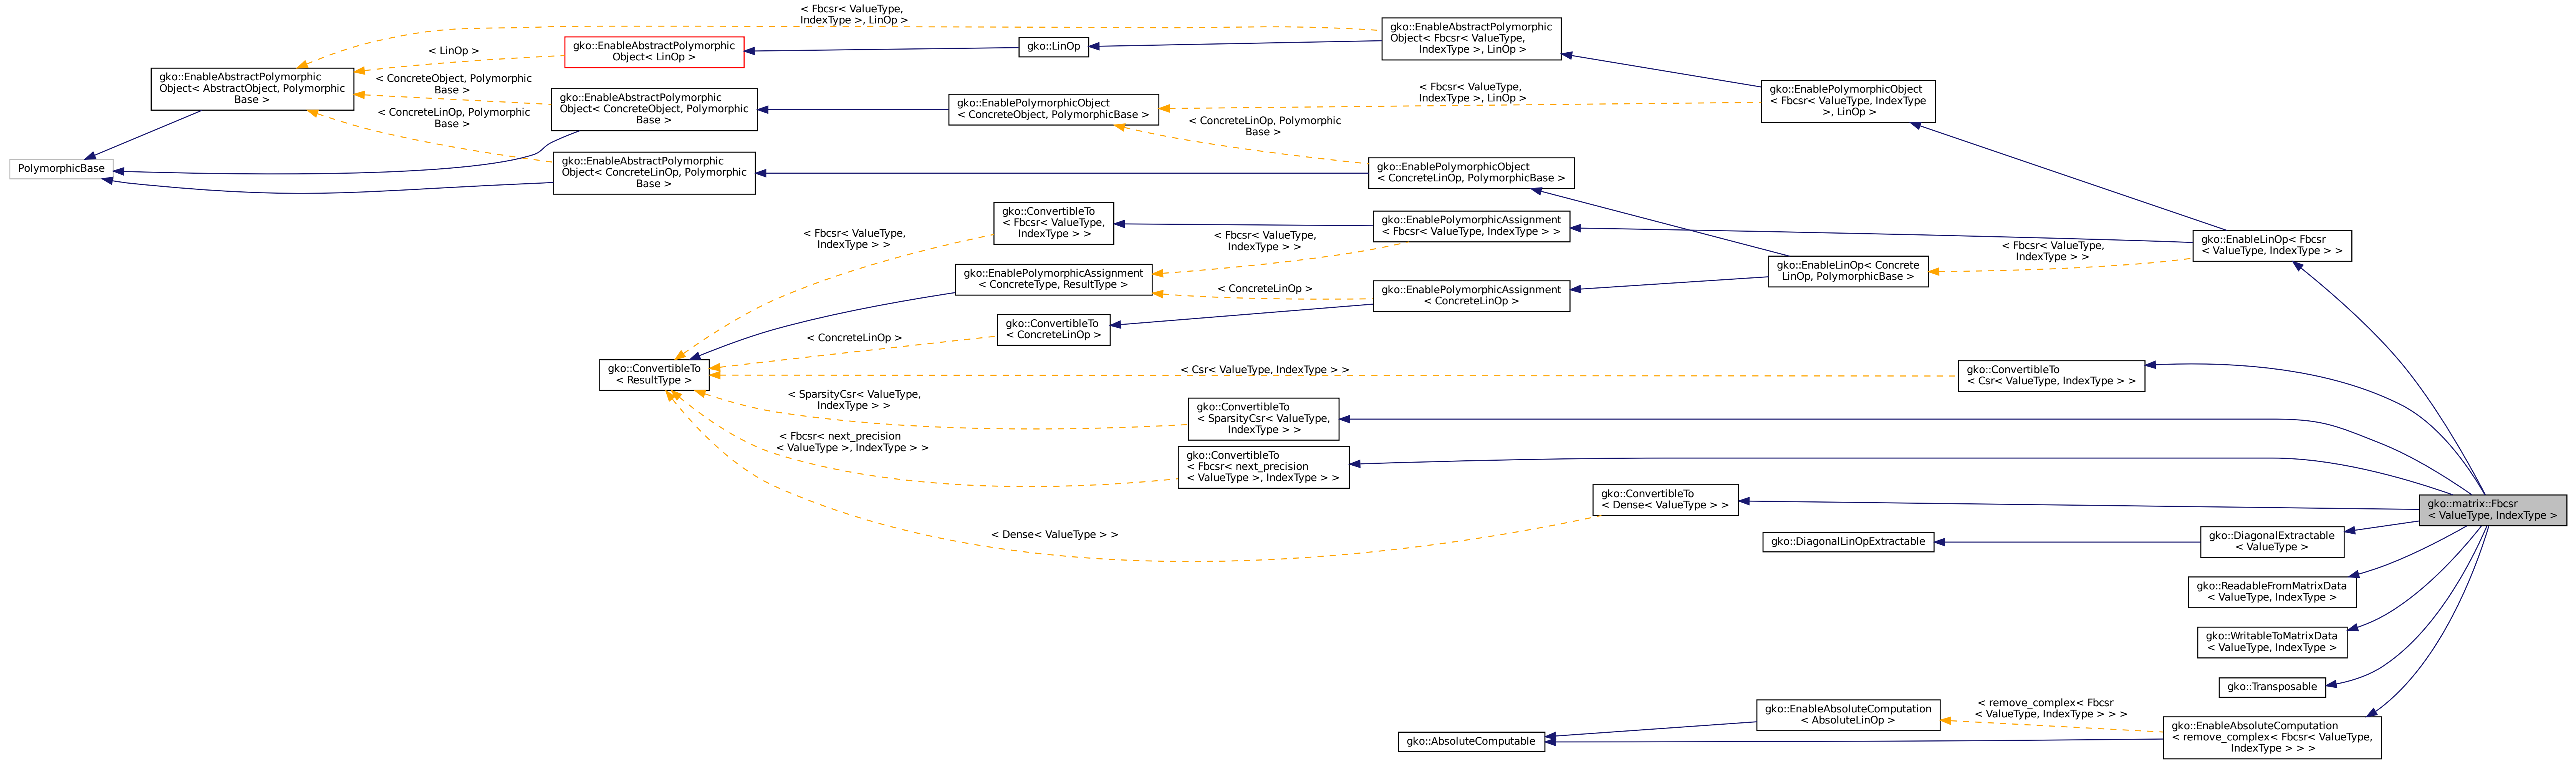 < Fbcsr< ValueType,
IndexType >, LinOp >
< LinOp >
gko::EnableAbstractPolymorphic
Object< LinOp >
gko::LinOp
gko::EnableAbstractPolymorphic
Object< Fbcsr< ValueType,
IndexType >, LinOp >
gko::EnableAbstractPolymorphic
Object< AbstractObject, Polymorphic
Base >
< ConcreteObject, Polymorphic
Base >
< ConcreteLinOp, Polymorphic
Base >
gko::EnableAbstractPolymorphic
Object< ConcreteObject, Polymorphic
Base >
gko::EnablePolymorphicObject
< ConcreteObject, PolymorphicBase >
< Fbcsr< ValueType,
IndexType >, LinOp >
gko::EnablePolymorphicObject
< Fbcsr< ValueType, IndexType
>, LinOp >
< ConcreteLinOp, Polymorphic
Base >
PolymorphicBase
gko::EnableAbstractPolymorphic
Object< ConcreteLinOp, Polymorphic
Base >
gko::EnablePolymorphicObject
< ConcreteLinOp, PolymorphicBase >
< Fbcsr< ValueType,
IndexType > >
gko::ConvertibleTo
< Fbcsr< ValueType,
IndexType > >
< Fbcsr< ValueType,
IndexType > >
gko::EnablePolymorphicAssignment
< Fbcsr< ValueType, IndexType > >
< Fbcsr< ValueType,
IndexType > >
gko::EnableLinOp< Fbcsr
< ValueType, IndexType > >
gko::EnablePolymorphicAssignment
< ConcreteType, ResultType >
< ConcreteLinOp >
gko::EnablePolymorphicAssignment
< ConcreteLinOp >
gko::EnableLinOp< Concrete
LinOp, PolymorphicBase >
< ConcreteLinOp >
gko::ConvertibleTo
< ConcreteLinOp >
gko::ConvertibleTo
< ResultType >
< Csr< ValueType, IndexType > >
gko::ConvertibleTo
< Csr< ValueType, IndexType > >
< SparsityCsr< ValueType,
IndexType > >
gko::ConvertibleTo
< SparsityCsr< ValueType,
IndexType > >
< Fbcsr< next_precision
< ValueType >, IndexType > >
gko::ConvertibleTo
< Fbcsr< next_precision
< ValueType >, IndexType > >
< Dense< ValueType > >
gko::ConvertibleTo
< Dense< ValueType > >
gko::matrix::Fbcsr
< ValueType, IndexType >
gko::DiagonalLinOpExtractable
gko::DiagonalExtractable
< ValueType >
gko::ReadableFromMatrixData
< ValueType, IndexType >
gko::WritableToMatrixData
< ValueType, IndexType >
gko::Transposable
gko::AbsoluteComputable
gko::EnableAbsoluteComputation
< AbsoluteLinOp >
< remove_complex< Fbcsr
< ValueType, IndexType > > >
gko::EnableAbsoluteComputation
< remove_complex< Fbcsr< ValueType,
IndexType > > >